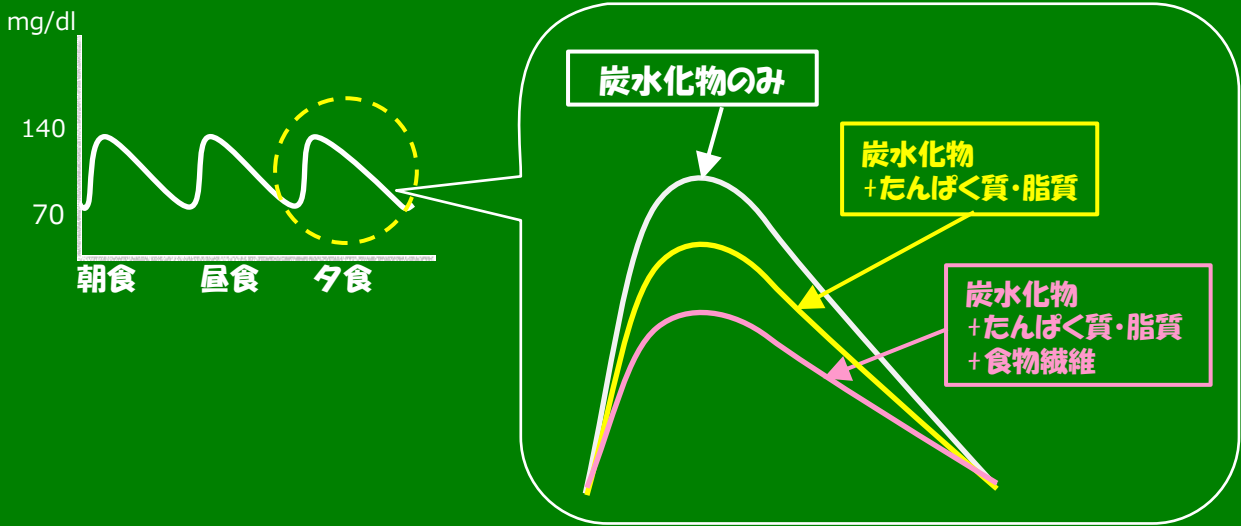 mg/dl
140
70
朝食
昼食
夕食
炭水化物のみ
炭水化物
+たんぱく質・脂質
炭水化物
+たんぱく質・脂質
+食物繊維